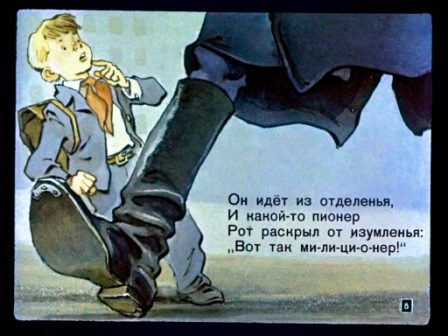 Он идёт из отделенья,
И какой-то пионер
Рот раскрыл от изумленья:
„Вот так ми-ли-ци-о-нер!“
8